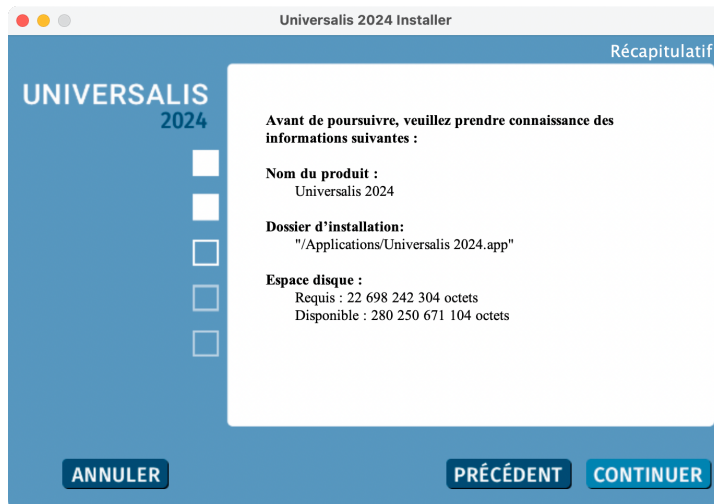 Universalis 2024 Installer
Récapitulatif
UNIVERSALIS
2024
Avant de poursuivre, veuillez prendre connaissance des
informations suivantes :
Nom du produit :
Universalis 2024
Dossier d’installation:
"/Applications/Universalis 2024.app"
Espace disque :
Requis : 22 698 242 304 octets
Disponible : 280 250 671 104 octets
ANNULER
PRÉCÉDENT
CONTINUER